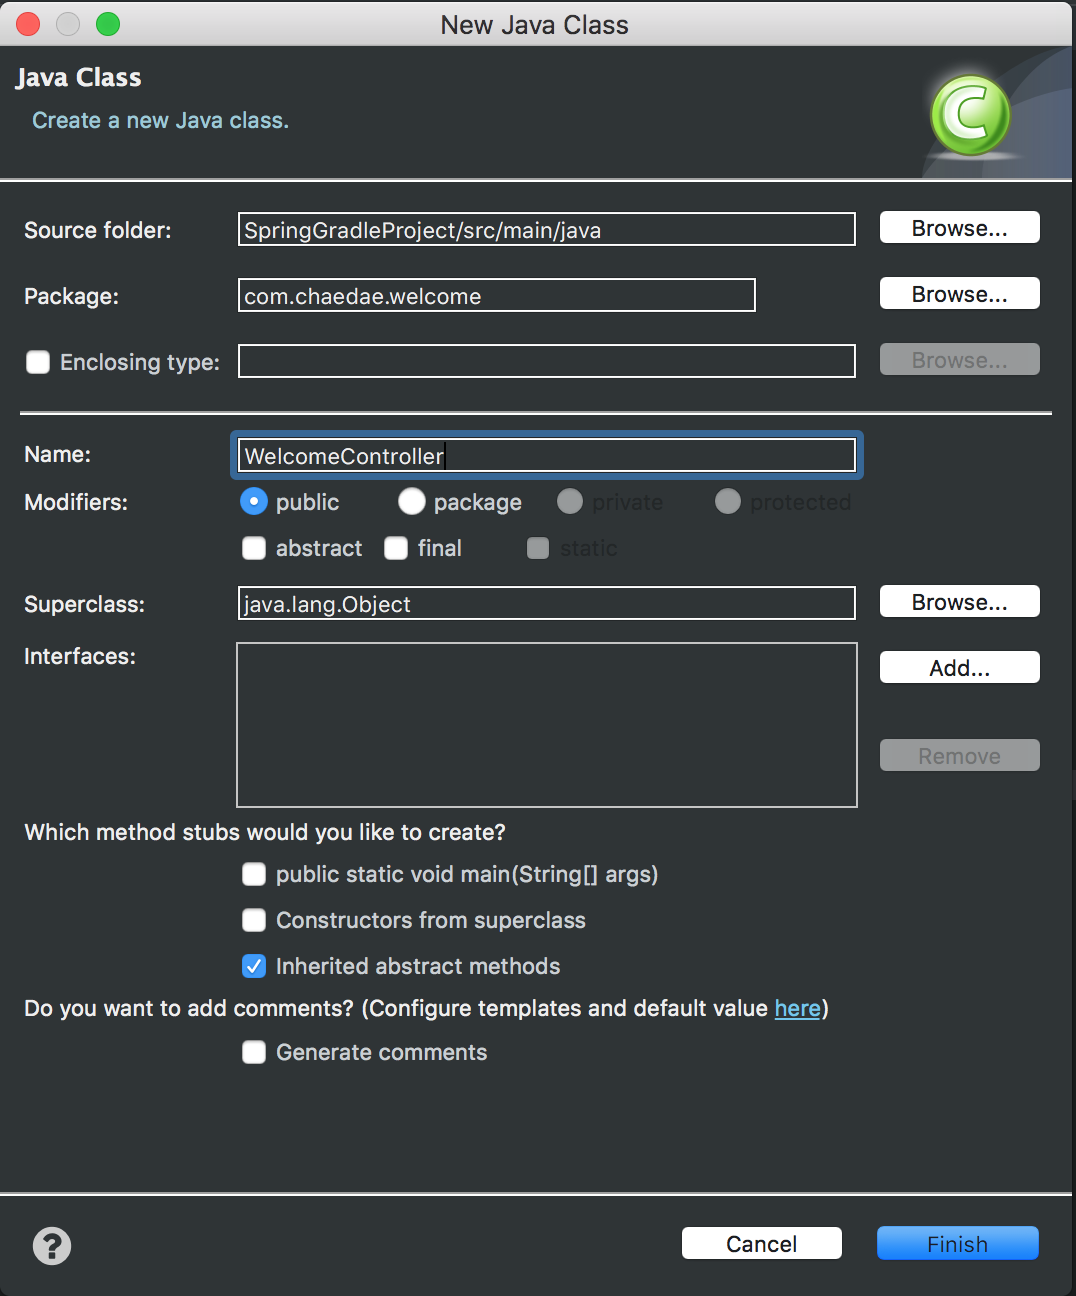 New Java Class
Java Class
Create a new Java class.
C
Source folder: SpringGradleProject/src/main/java Browse...
Package: com.chaedae.welcome Browse...
Enclosing type: Browse...
Name: WelcomeController
Modifiers: public package private protected
abstract final static
Superclass: java.lang.Object Browse...
Interfaces: Add...
Remove
Which method stubs would you like to create?
public static void main(String[] args)
Constructors from superclass
Inherited abstract methods
Do you want to add comments? (Configure templates and default value here)
Generate comments
? Cancel Finish